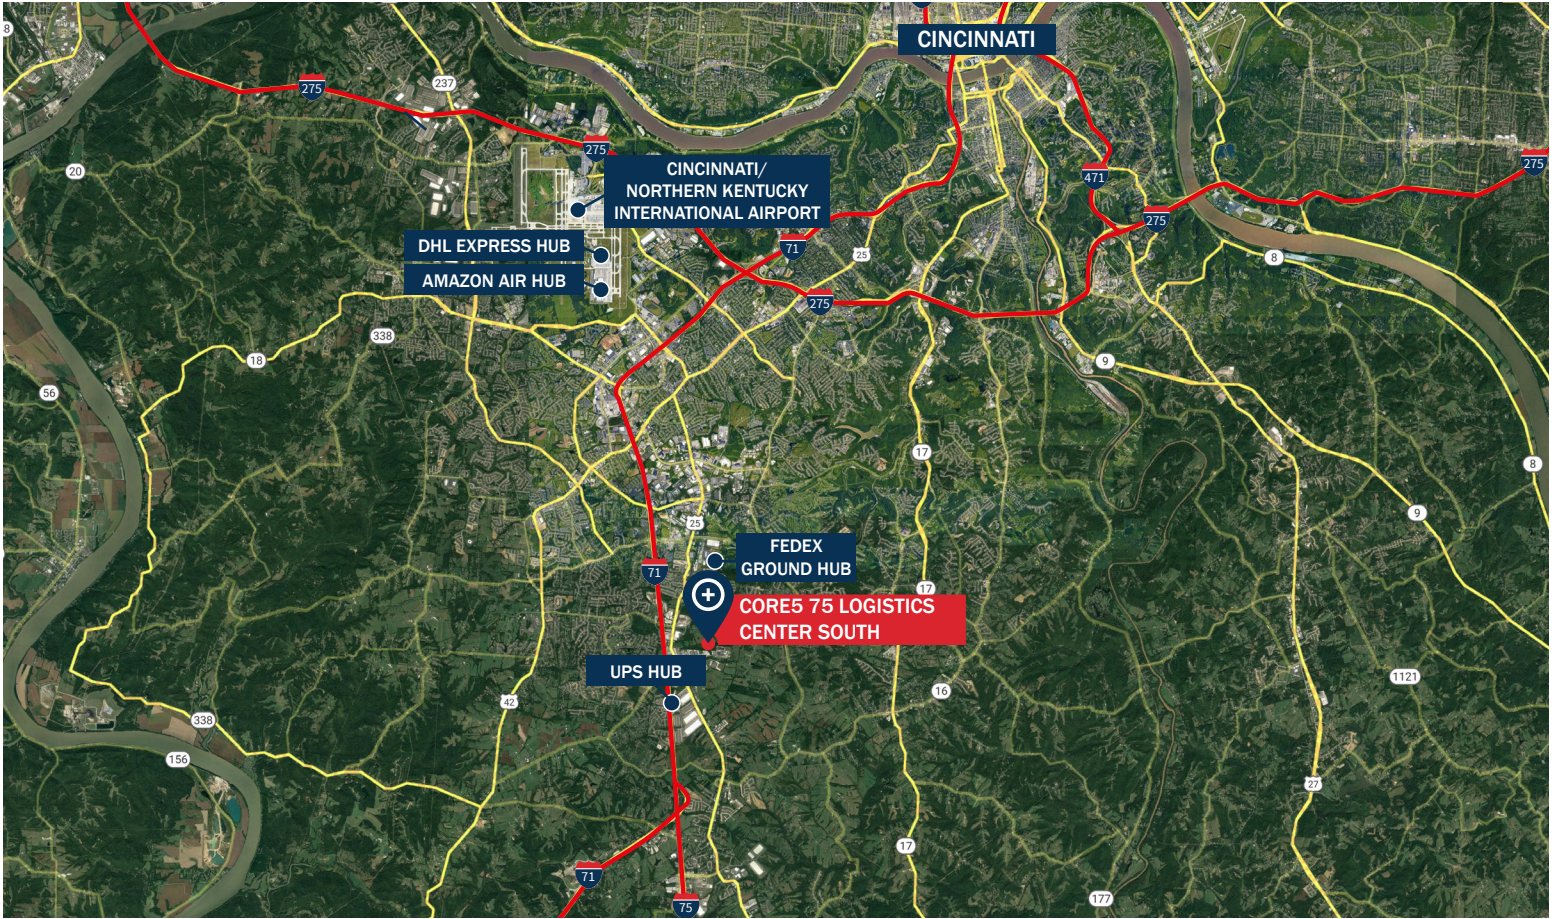 CINCINNATI
8
237
275
275
20
CINCINNATI/
NORTHERN KENTUCKY
INTERNATIONAL AIRPORT
275
471
275
71
25
8
DHL EXPRESS HUB
AMAZON AIR HUB
275
338
18
9
56
17
8
25
9
FEDEX
GROUND HUB
71
17
CORE5 75 LOGISTICS
CENTER SOUTH
UPS HUB
1121
16
42
338
156
27
17
71
177
75